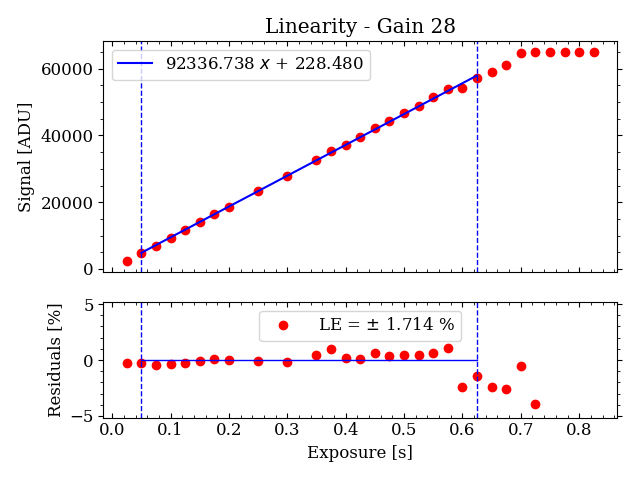 Linearity - Gain 28
92336.738 x + 228.480
60000
40000
20000
0
Signal [ADU]
LE = ± 1.714 %
5
0
−5
Residuals [%]
0.0 0.1 0.2 0.3 0.4 0.5 0.6 0.7 0.8
Exposure [s]